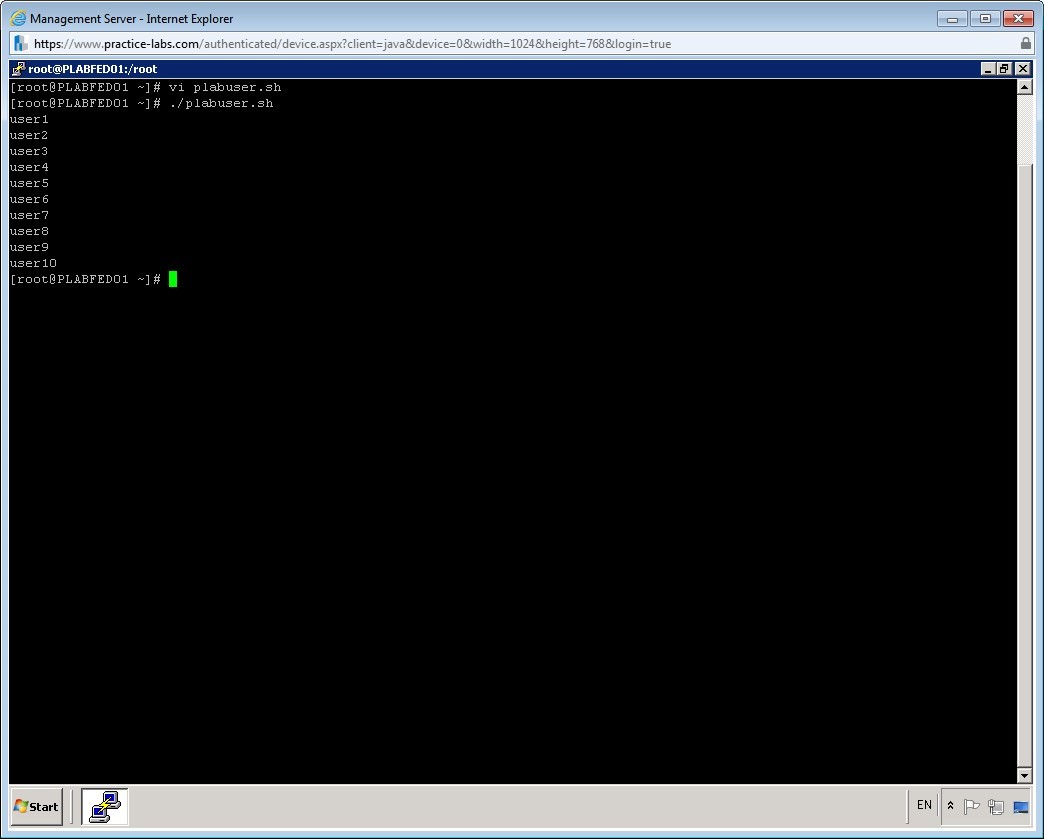 Management Server - Internet Explorer
https://www.practice-labs.com/authenticated/device.aspx?client=java&device=0&width=1024&height=768&login=true
root@PLABFED01:/root
[root@PLABFED01 ~]# vi plabuser.sh
[root@PLABFED01 ~]# ./plabuser.sh
user1
user2
user3
user4
user5
user6
user7
user8
user9
user10
[root@PLABFED01 ~]#
Start
EN